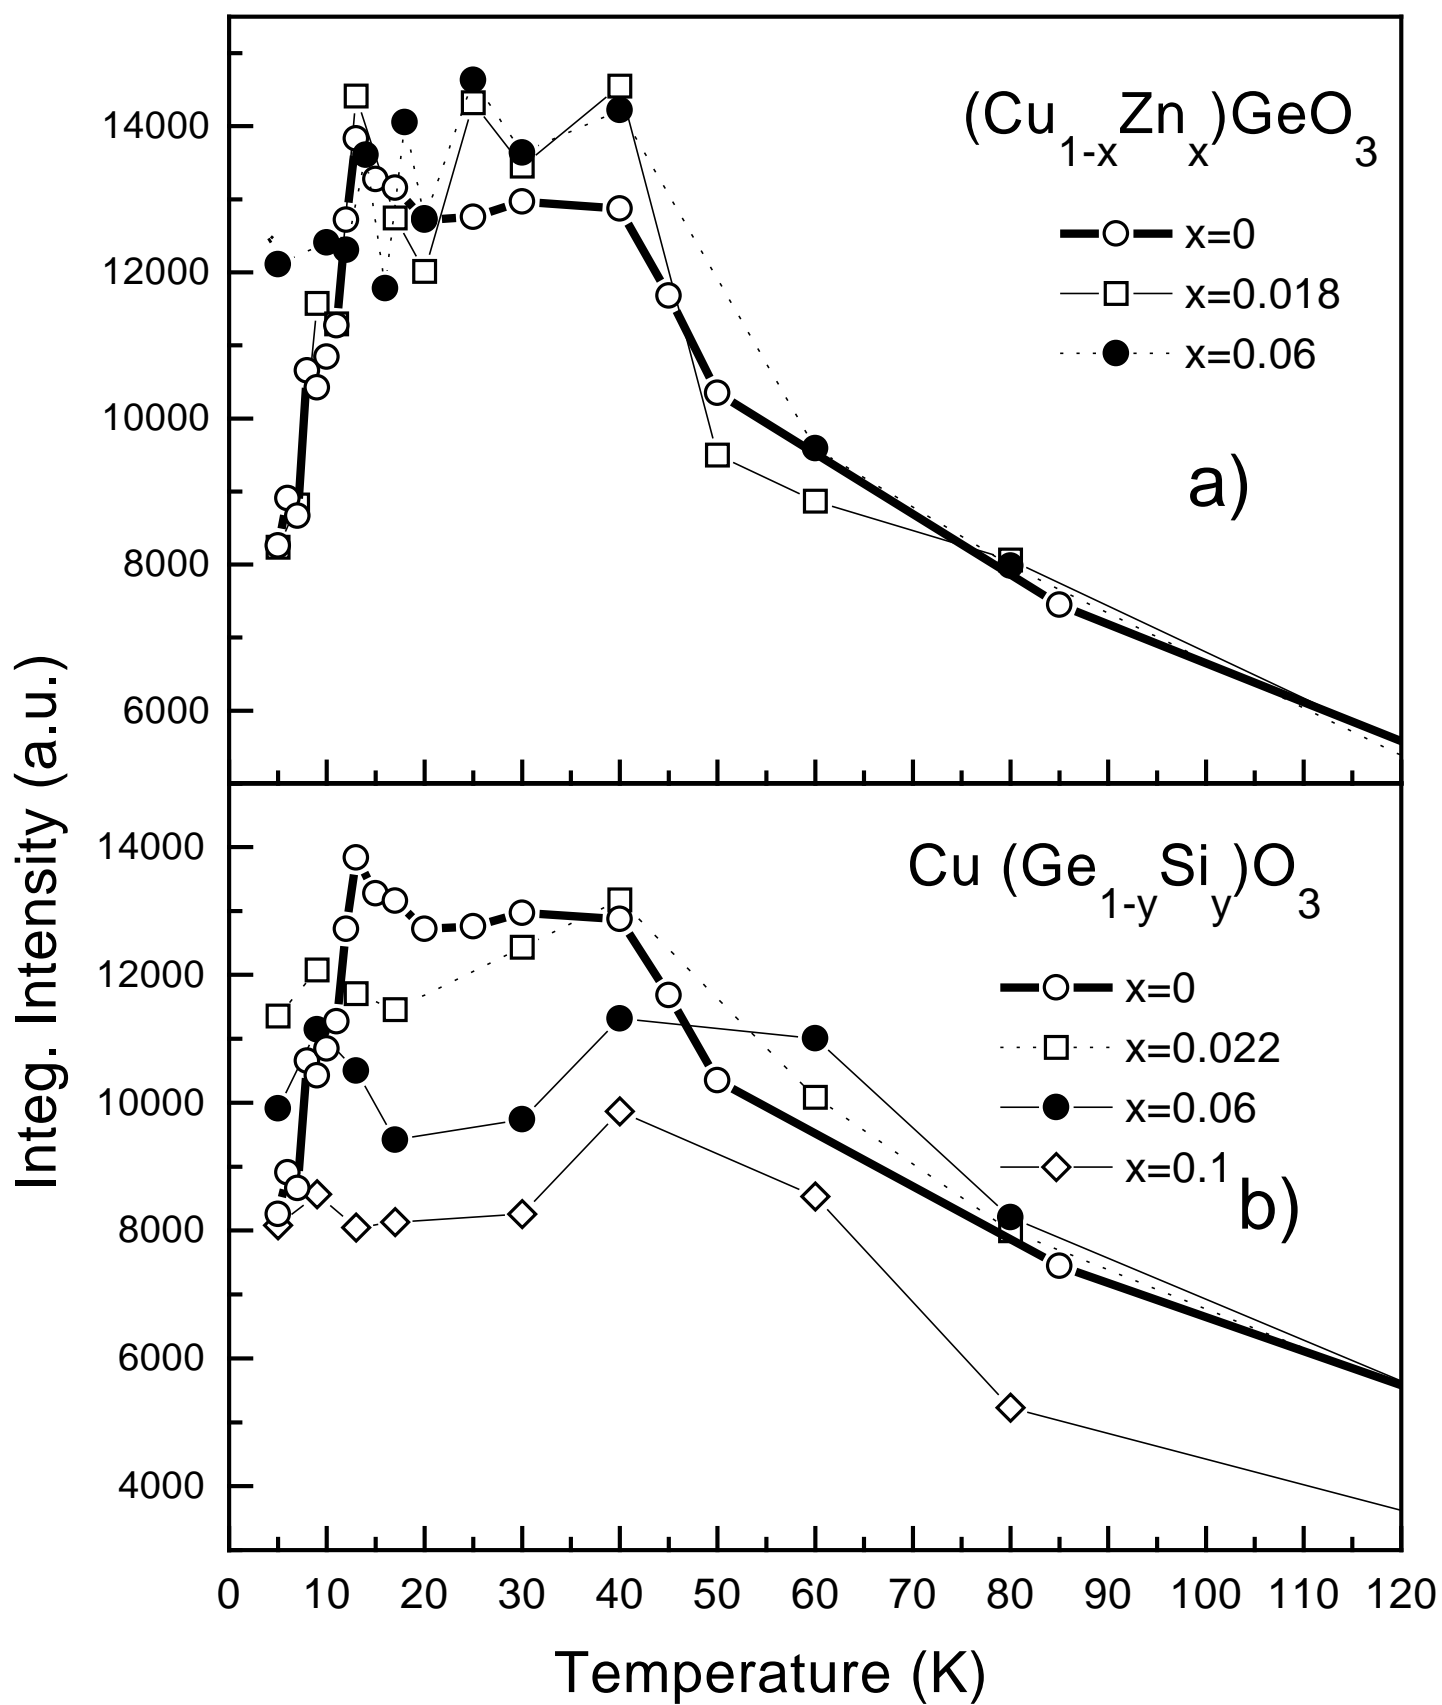 (Cu1-xZnx)GeO3
x=0
x=0.018
x=0.06
a)
14000
12000
10000
8000
6000
Integ. Intensity (a.u.)
Cu (Ge1-ySiy)O3
x=0
x=0.022
x=0.06
x=0.1
b)
14000
12000
10000
8000
6000
4000
0 10 20 30 40 50 60 70 80 90 100 110 120
Temperature (K)